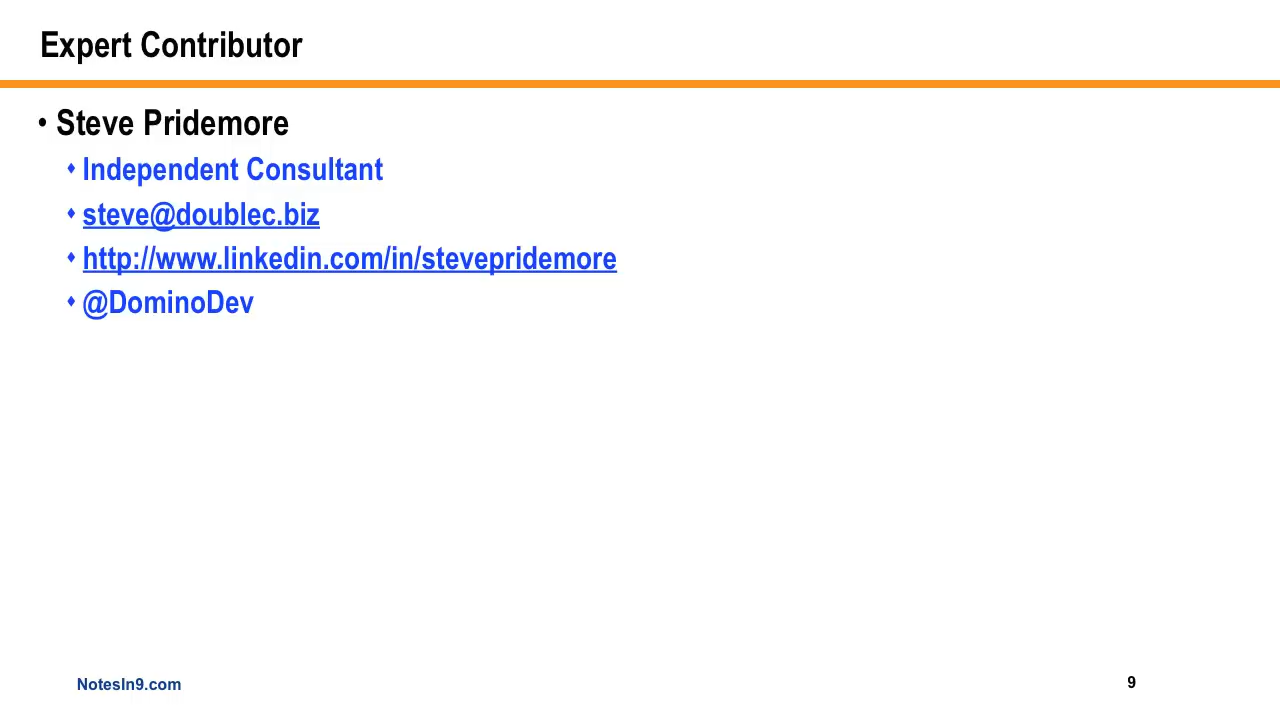 Expert Contributor
• Steve Pridemore
♦ Independent Consultant
♦ steve@doublec.biz
♦ http://www.linkedin.com/in/stevepridemore
♦ @DominoDev
NotesIn9.com
9